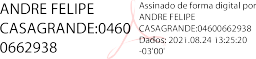 ANDRE FELIPE
CASAGRANDE:0460
0662938
Assinado de forma digital por
ANDRE FELIPE
CASAGRANDE:04600662938
Dados: 2021.08.24 13:25:20
-03'00'